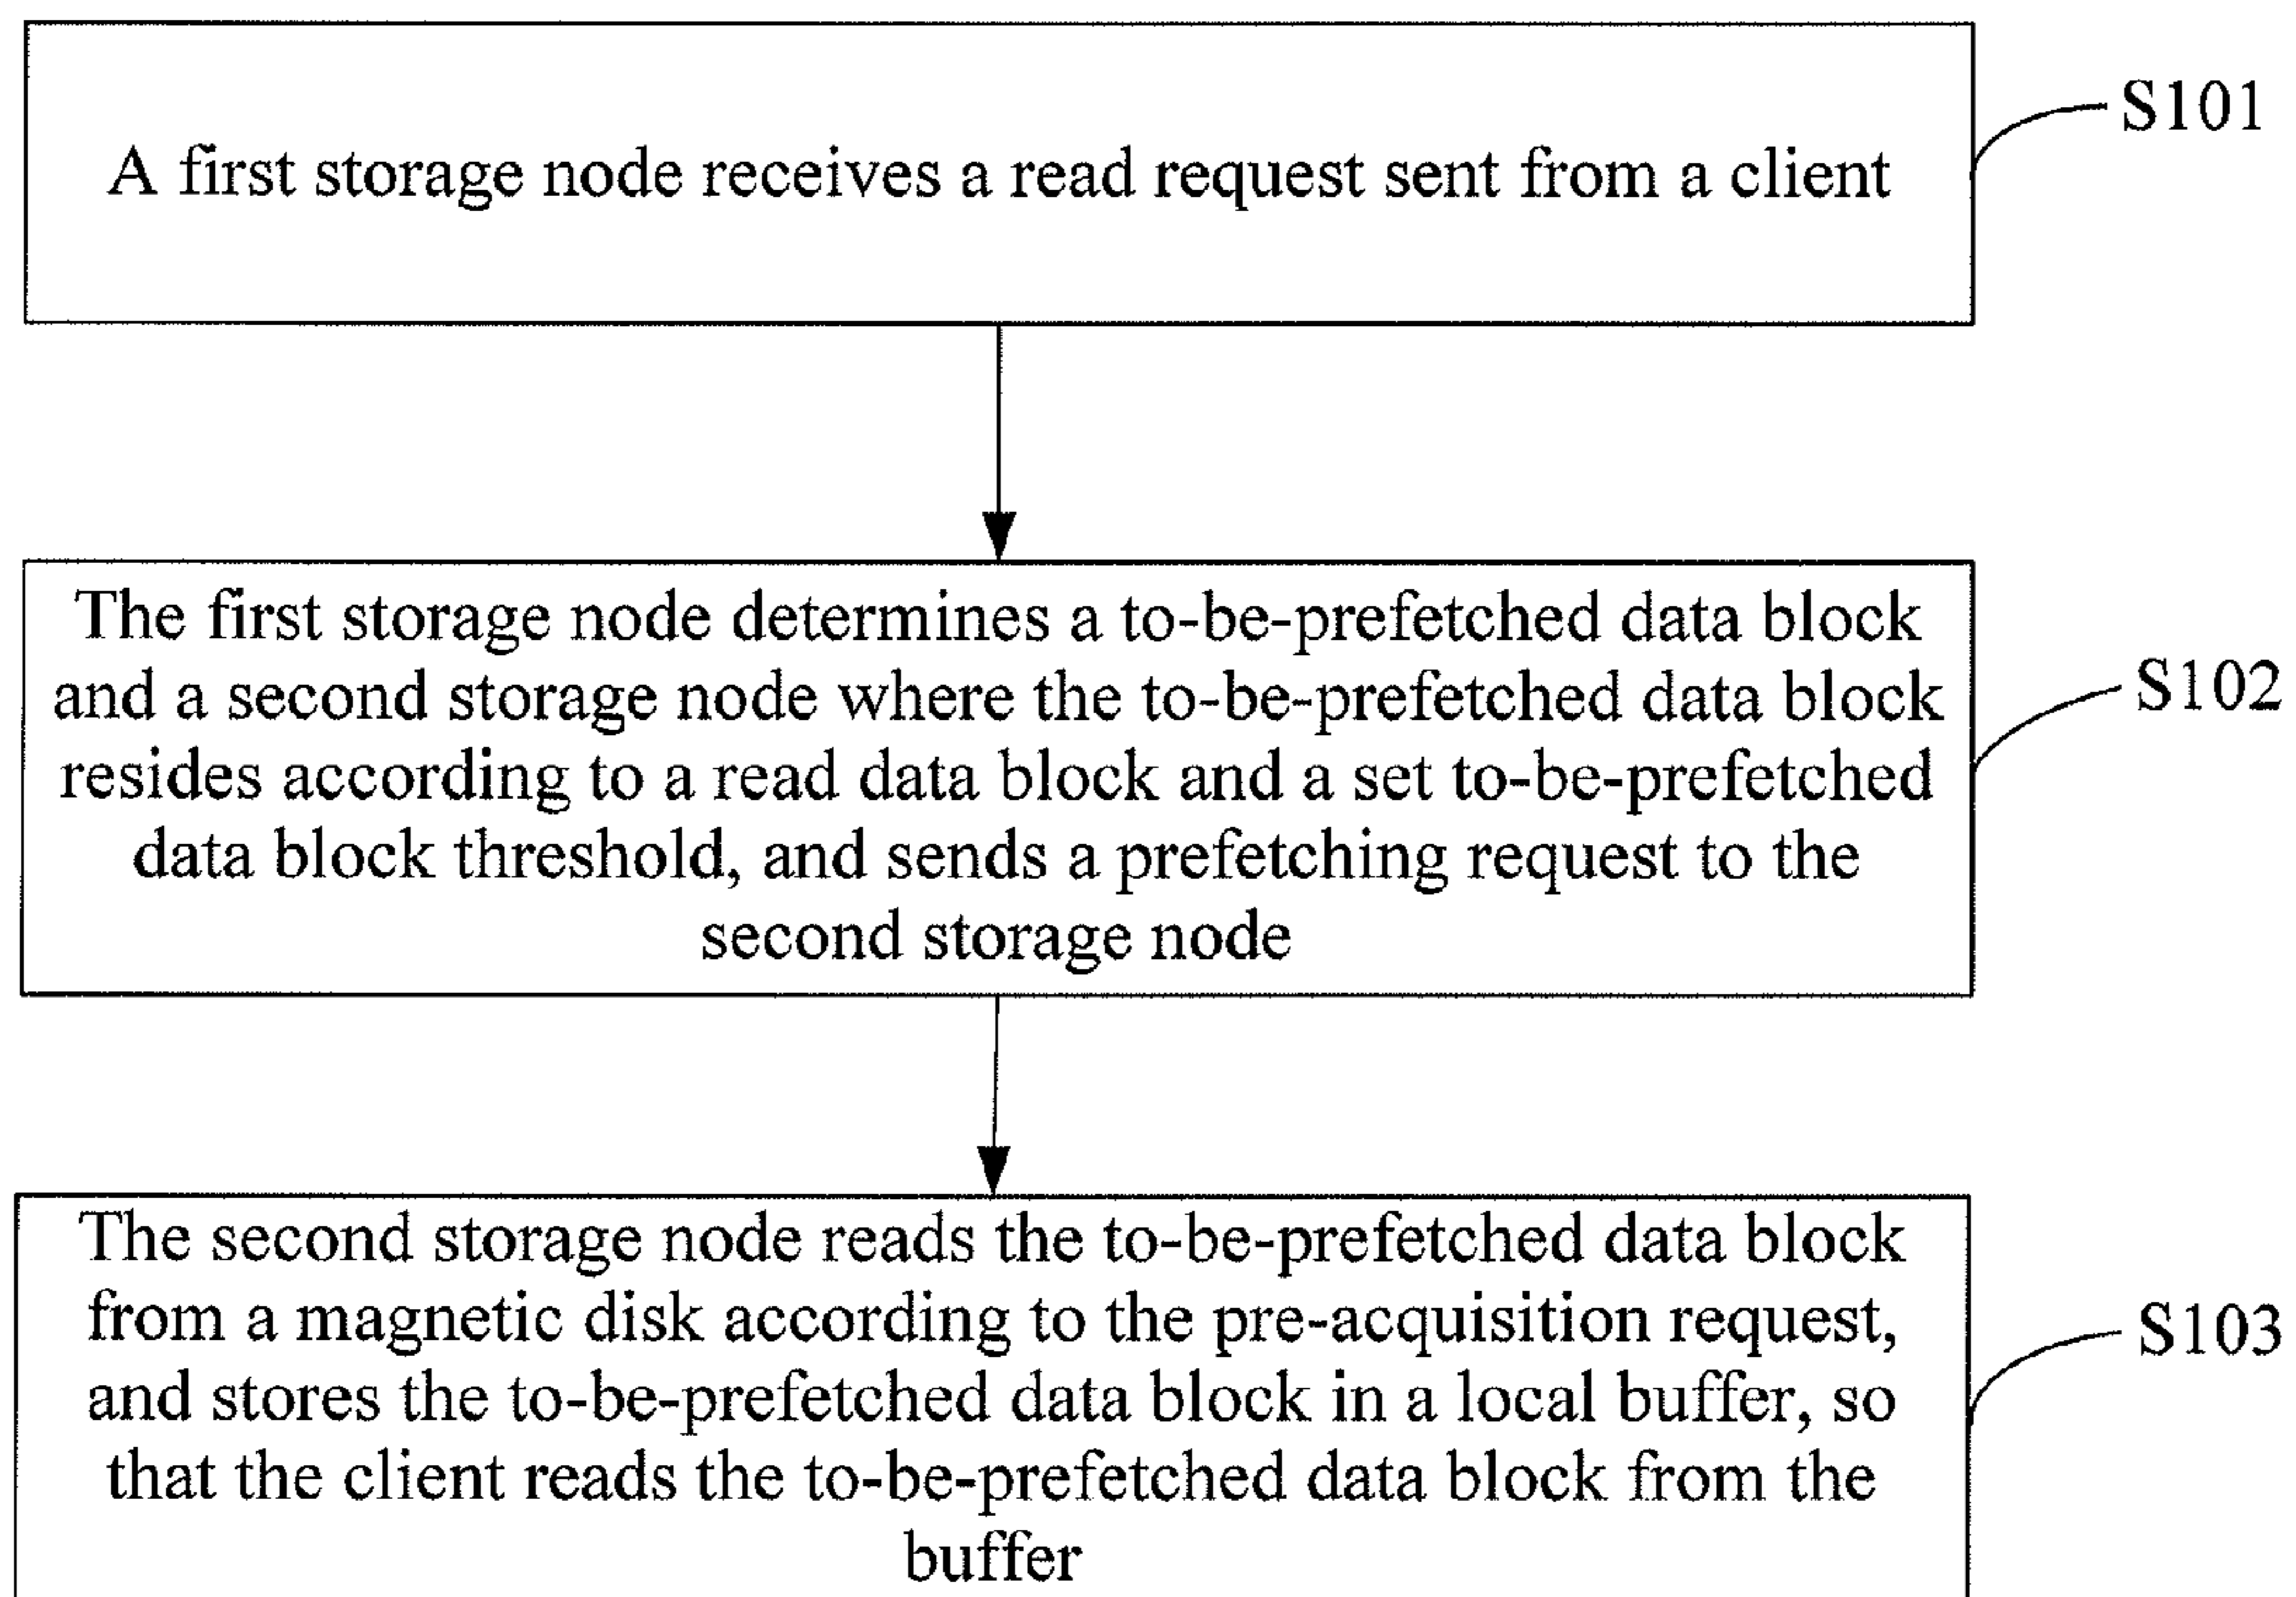 A first storage node receives a read request sent from a client
S101
The first storage node determines a to-be-prefetched data block
and a second storage node where the to-be-prefetched data block
resides according to a read data block and a set to-be-prefetched
data block threshold, and sends a prefetching request to the
second storage node
S102
The second storage node reads the to-be-prefetched data block
from a magnetic disk according to the pre-acquisition request,
and stores the to-be-prefetched data block in a local buffer, so
that the client reads the to-be-prefetched data block from the
buffer
S103